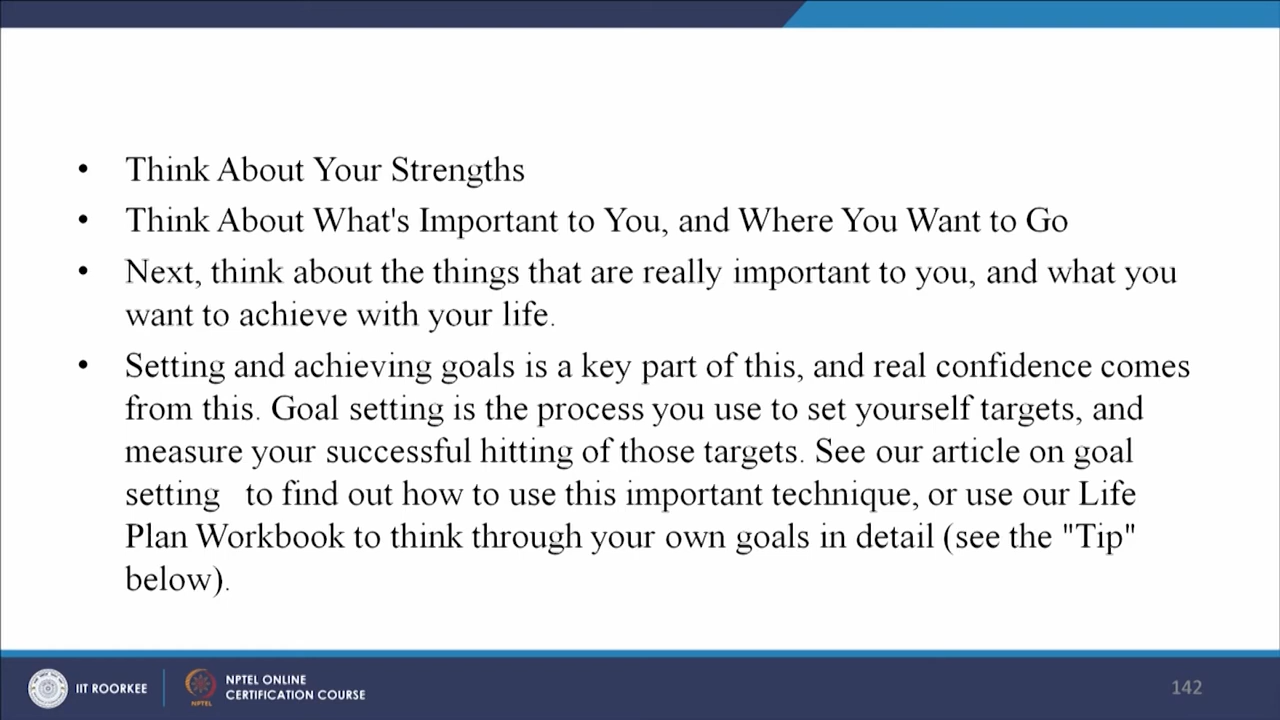 • Think About Your Strengths
• Think About What's Important to You, and Where You Want to Go
• Next, think about the things that are really important to you, and what you
want to achieve with your life.
• Setting and achieving goals is a key part of this, and real confidence comes
from this. Goal setting is the process you use to set yourself targets, and
measure your successful hitting of those targets. See our article on goal
setting   to find out how to use this important technique, or use our Life
Plan Workbook to think through your own goals in detail (see the "Tip"
below).
IIT ROORKEE
NPTEL
NPTEL ONLINE
CERTIFICATION COURSE
142